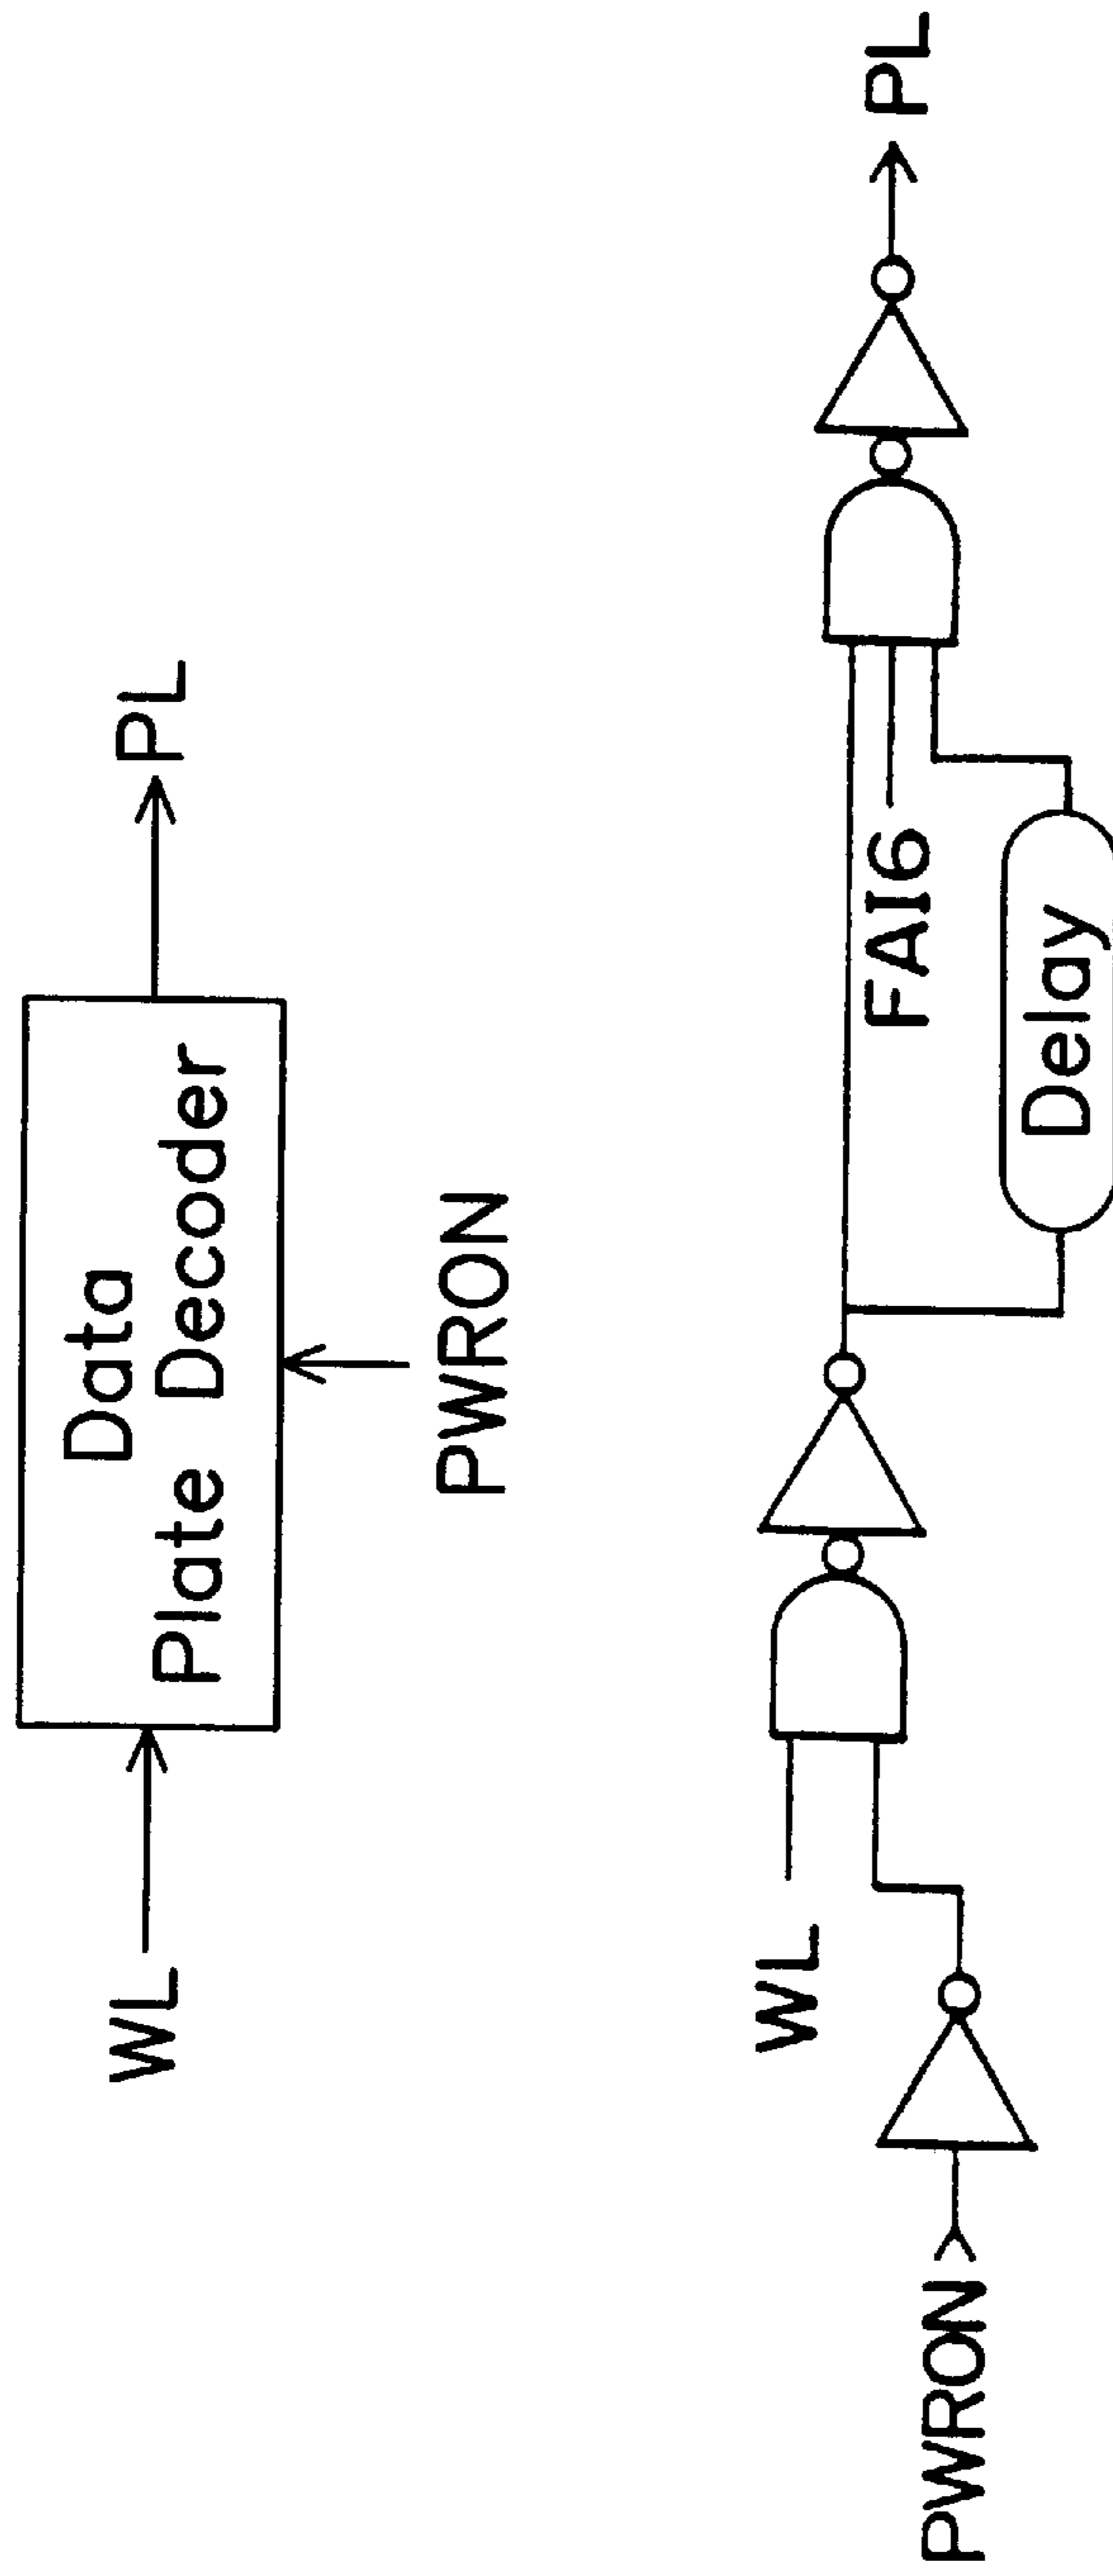 Data
Plate Decoder
WL
PL
PWRON
WL
PWRON
FAI6
Delay
PL